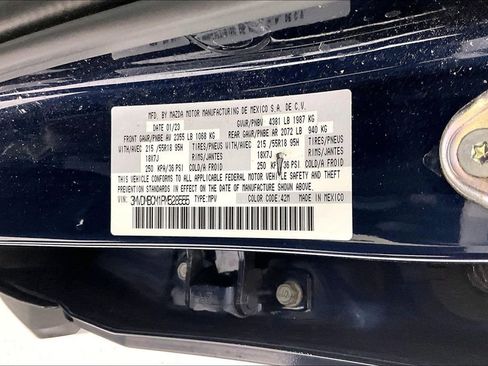 MFD. BY MAZDA MOTOR MANUFACTURING DE MEXICO S.A. DE C.V.
DATE 01/23 GVWR/PNBV 4381 LB 1987 KG
FRONT GAWR/PNBE AV 2355 LB 1068 KG REAR GAWR/PNBE AR 2072 LB 940 KG
WITH/AVEC 215 /55R18 95H TIRES/PNEUS WITH/AVEC 215 /55R18 95H TIRES/PNEUS
18X7J RIMS/JANTES 18X7J RIMS/JANTES
250 KPA/36 PSI COLD/A FROID 250 KPA/36 PSI COLD/A FROID
THIS VEHICLE CONFORMS TO ALL APPLICABLE FEDERAL MOTOR VEHICLE SAFETY AND THEFT
PREVENTION STANDARDS IN EFFECT ON THE DATE OF MANUFACTURE SHOWN ABOVE.
VIN: TYPE:MPV COLOR CODE:42M MADE IN MEXICO